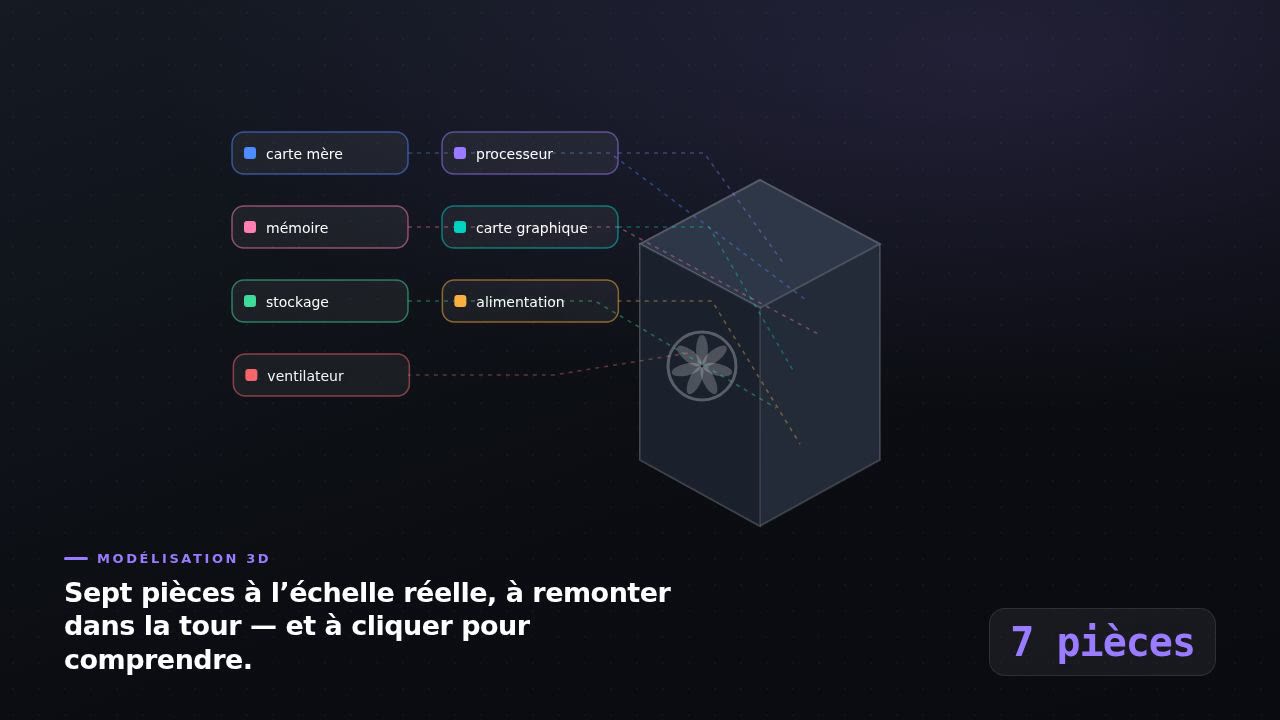 carte mère
processeur
mémoire
carte graphique
stockage
alimentation
ventilateur
MODÉLISATION 3D
Sept pièces à l’échelle réelle, à remonter
dans la tour — et à cliquer pour
comprendre.
7 pièces